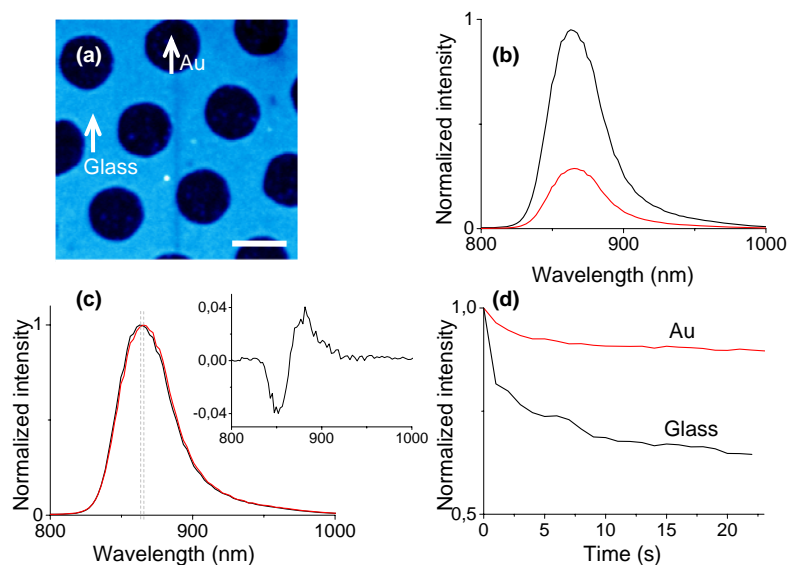 (a)
Au
Glass
(b)
Normalized intensity
1
0
800
900
1000
Wavelength (nm)
(c)
Normalized intensity
1
0
800
900
1000
Wavelength (nm)
0,04
0,00
-0,04
800
900
1000
(d)
Normalized intensity
1,0
0,5
0
5
10
15
20
Time (s)
Au
Glass